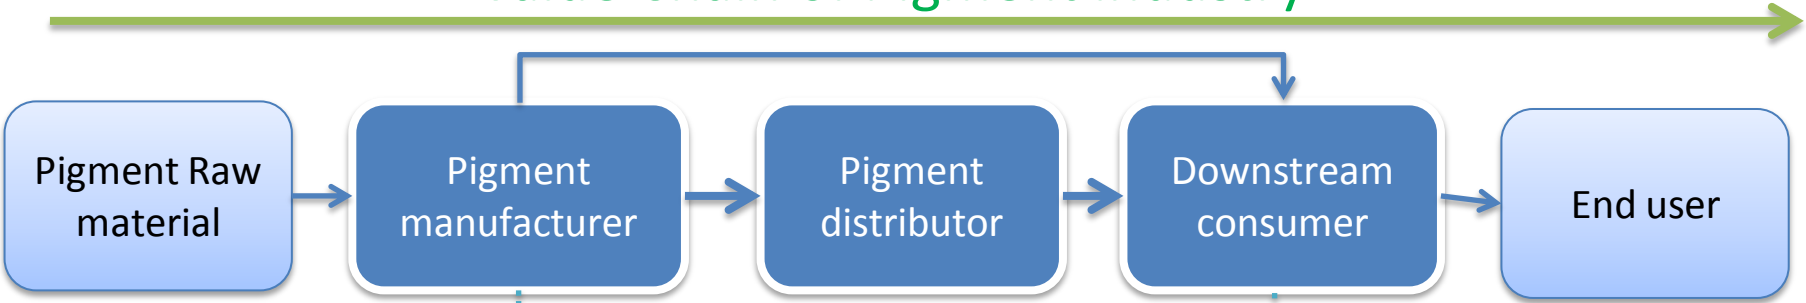 Pigment Raw
material
Pigment
manufacturer
Pigment
distributor
Downstream
consumer
End user